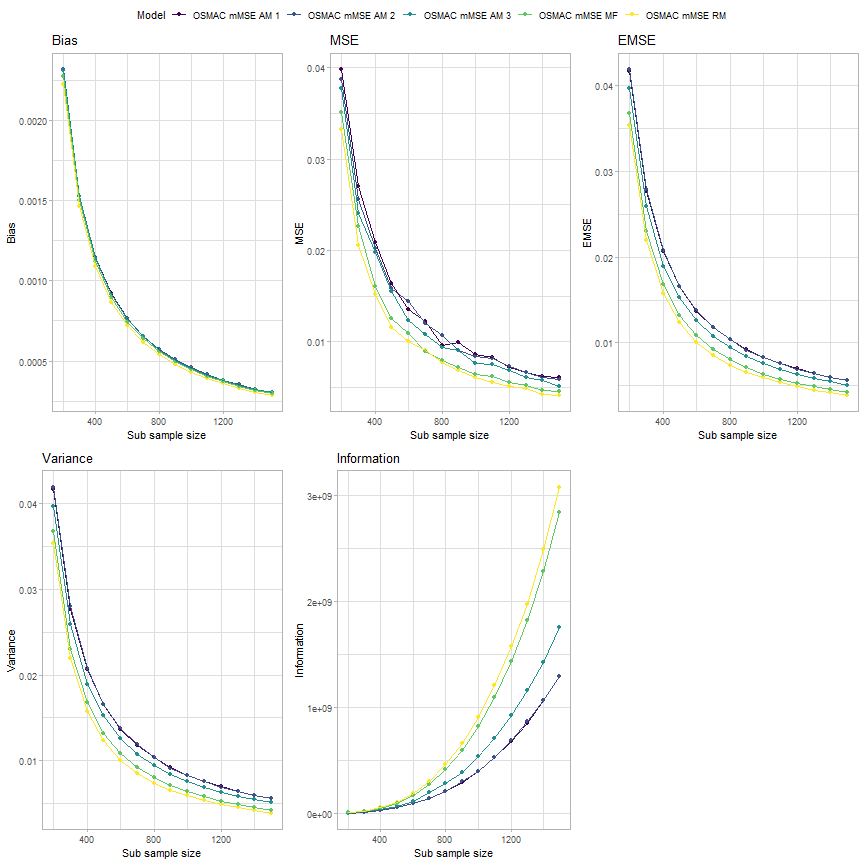 Model OSMAC mMSE AM 1 OSMAC mMSE AM 2 OSMAC mMSE AM 3 OSMAC mMSE MF OSMAC mMSE RM
Bias
0.0020
0.0015
0.0010
0.0005
Bias
400 800 1200
Sub sample size
MSE
0.04
0.03
0.02
0.01
MSE
400 800 1200
Sub sample size
EMSE
0.04
0.03
0.02
0.01
EMSE
400 800 1200
Sub sample size
Variance
0.04
0.03
0.02
0.01
Variance
400 800 1200
Sub sample size
Information
3e+09
2e+09
1e+09
0e+00
Information
400 800 1200
Sub sample size